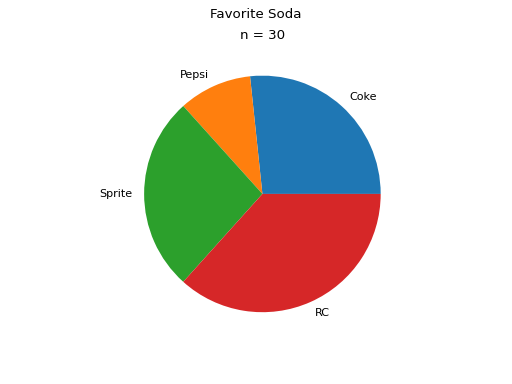 Favorite Soda
n = 30
Pepsi
Coke
Sprite
RC